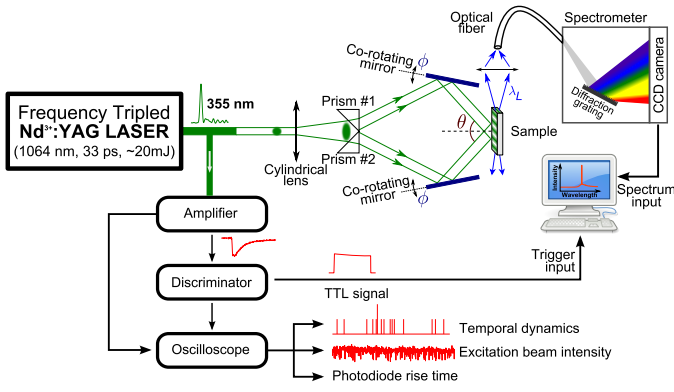 Optical
fiber
Spectrometer
Co-rotating
mirror
ϕ
λL
CCD camera
Diffraction
grating
Frequency Tripled
Nd³⁺:YAG LASER
(1064 nm, 33 ps, ~20mJ)
355 nm
Prism #1
θ
Sample
Prism #2
Cylindrical
lens
Co-rotating
mirror
ϕ
Intensity
Wavelength
Spectrum
input
Amplifier
Trigger
input
Discriminator
TTL signal
Oscilloscope
Temporal dynamics
Excitation beam intensity
Photodiode rise time